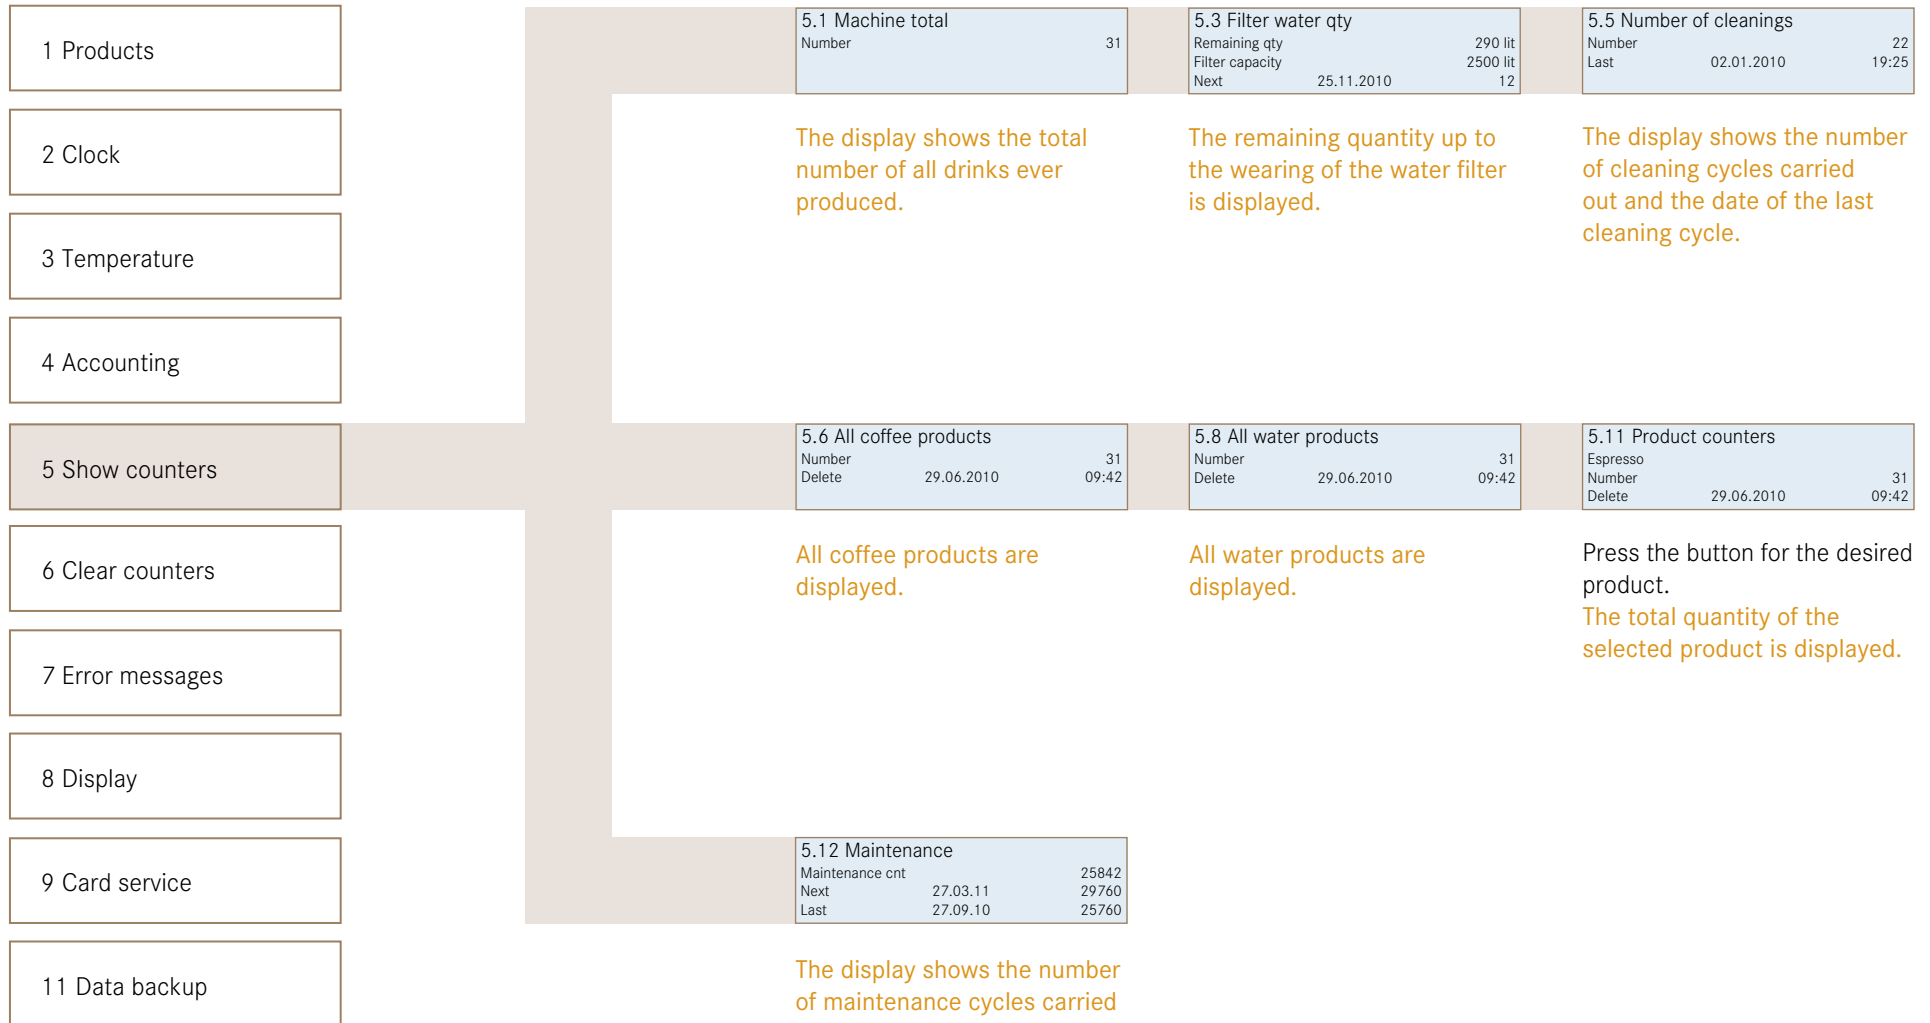 1 Products
2 Clock
3 Temperature
4 Accounting
5 Show counters
6 Clear counters
7 Error messages
8 Display
9 Card service
11 Data backup
5.1 Machine total
Number 31
The display shows the total
number of all drinks ever
produced.
5.3 Filter water qty
Remaining qty 290 lit
Filter capacity 2500 lit
Next 25.11.2010 12
The remaining quantity up to
the wearing of the water filter
is displayed.
5.5 Number of cleanings
Number 22
Last 02.01.2010 19:25
The display shows the number
of cleaning cycles carried
out and the date of the last
cleaning cycle.
5.6 All coffee products
Number 31
Delete 29.06.2010 09:42
All coffee products are
displayed.
5.8 All water products
Number 31
Delete 29.06.2010 09:42
All water products are
displayed.
5.11 Product counters
Espresso
Number 31
Delete 29.06.2010 09:42
Press the button for the desired
product.
The total quantity of the
selected product is displayed.
5.12 Maintenance
Maintenance cnt 25842
Next 27.03.11 29760
Last 27.09.10 25760
The display shows the number
of maintenance cycles carried